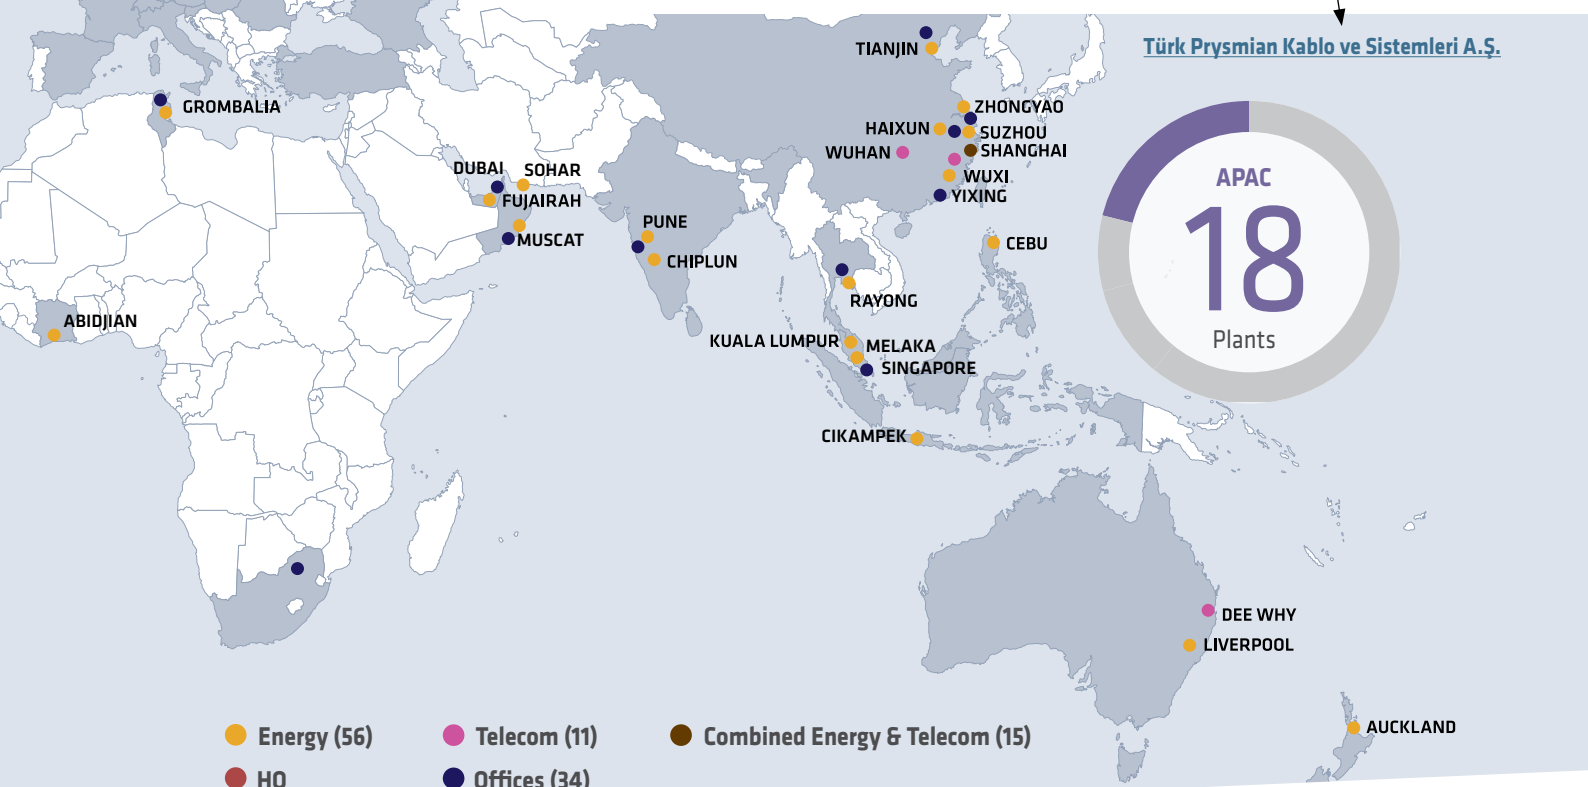 Türk Prysmian Kablo ve Sistemleri A.Ş.
TIANJIN
ZHONGYAO
GROMBALIA
HAIXUN
SUZHOU
WUHAN
SHANGHAI
DUBAI
SOHAR
WUXI
YIXING
FUJAIRAH
APAC
18
Plants
PUNE
MUSCAT
CEBU
CHIPLUN
RAYONG
ABIDJIAN
KUALA LUMPUR
MELAKA
SINGAPORE
CIKAMPEK
DEE WHY
LIVERPOOL
AUCKLAND
Energy (56)
Telecom (11)
Combined Energy & Telecom (15)
HQ
Offices (34)